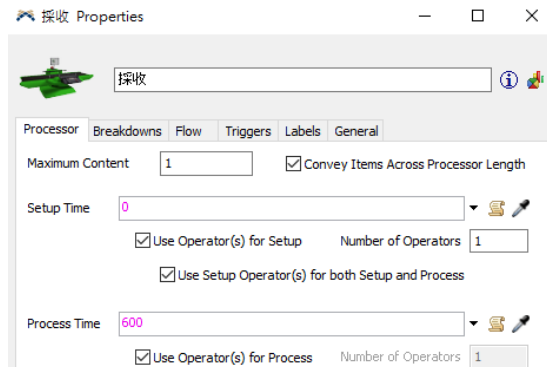 採收 Properties
採收
Processor Breakdowns Flow Triggers Labels General
Maximum Content 1 Convey Items Across Processor Length
Setup Time 0
Use Operator(s) for Setup Number of Operators 1
Use Setup Operator(s) for both Setup and Process
Process Time 600
Use Operator(s) for Process Number of Operators 1